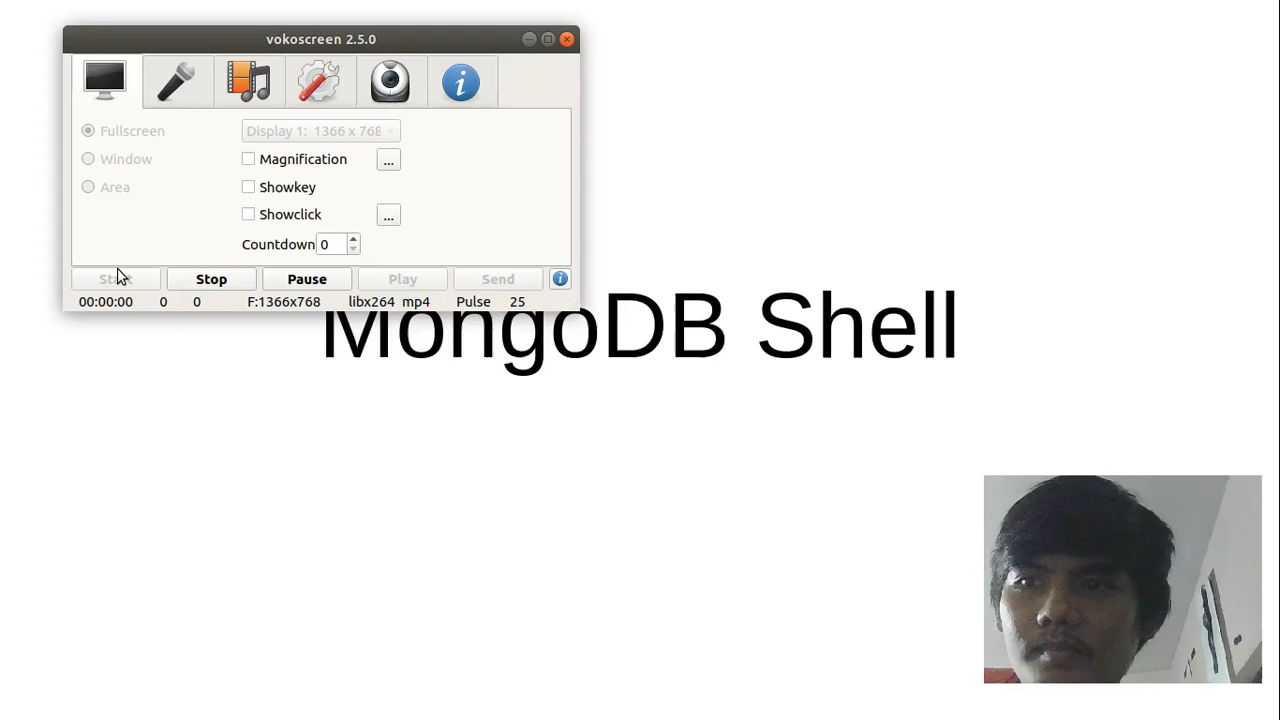 vokoscreen 2.5.0
Fullscreen
Display 1: 1366 x 768
Window
Magnification
...
Area
Showkey
Showclick
...
Countdown 0
Start Stop Pause Play Send
00:00:00 0 0 F:1366x768 libx264 mp4 Pulse 25
MongoDB Shell